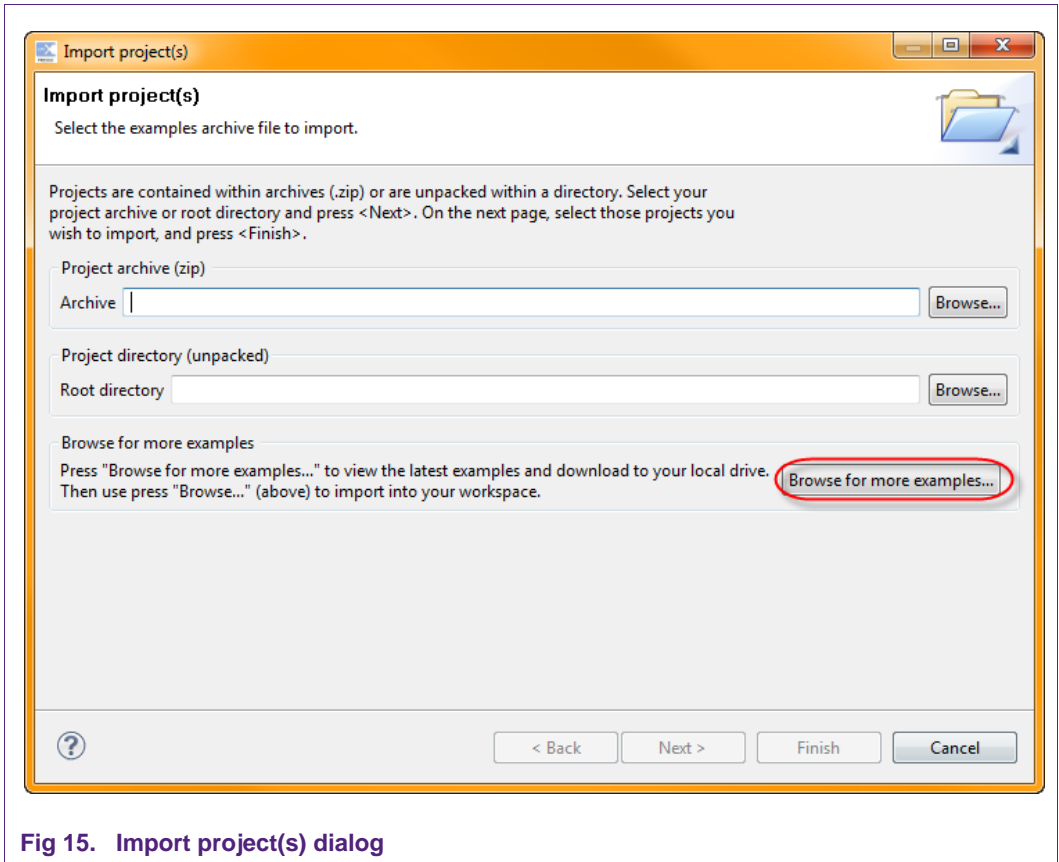 Import project(s)
Import project(s)
Select the examples archive file to import.
Projects are contained within archives (.zip) or are unpacked within a directory. Select your
project archive or root directory and press <Next>. On the next page, select those projects you
wish to import, and press <Finish>.
Project archive (zip)
Archive
Browse...
Project directory (unpacked)
Root directory
Browse...
Browse for more examples
Press "Browse for more examples..." to view the latest examples and download to your local drive.
Then use press "Browse..." (above) to import into your workspace.
Browse for more examples...
?
< Back
Next >
Finish
Cancel
Fig 15. Import project(s) dialog